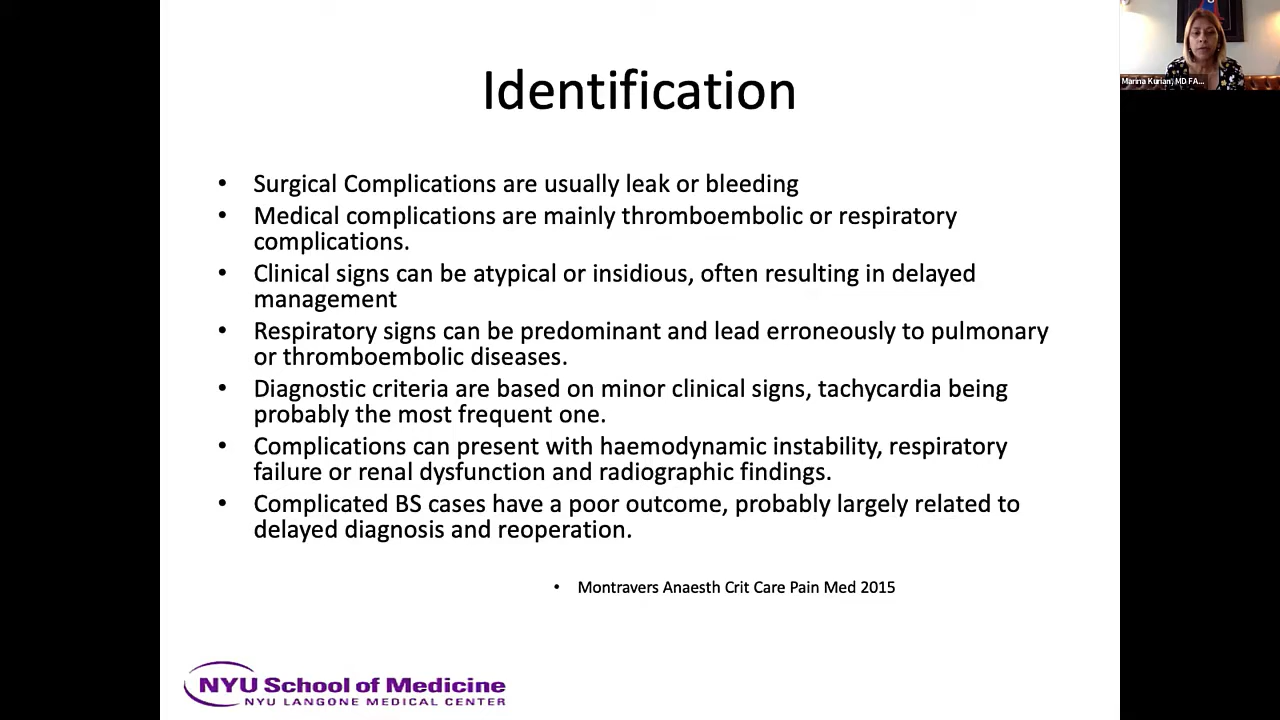 Marina Kurian, MD FA...
Identification
• Surgical Complications are usually leak or bleeding
• Medical complications are mainly thromboembolic or respiratory
complications.
• Clinical signs can be atypical or insidious, often resulting in delayed
management
• Respiratory signs can be predominant and lead erroneously to pulmonary
or thromboembolic diseases.
• Diagnostic criteria are based on minor clinical signs, tachycardia being
probably the most frequent one.
• Complications can present with haemodynamic instability, respiratory
failure or renal dysfunction and radiographic findings.
• Complicated BS cases have a poor outcome, probably largely related to
delayed diagnosis and reoperation.
• Montravers Anaesth Crit Care Pain Med 2015
NYU School of Medicine
NYU LANGONE MEDICAL CENTER